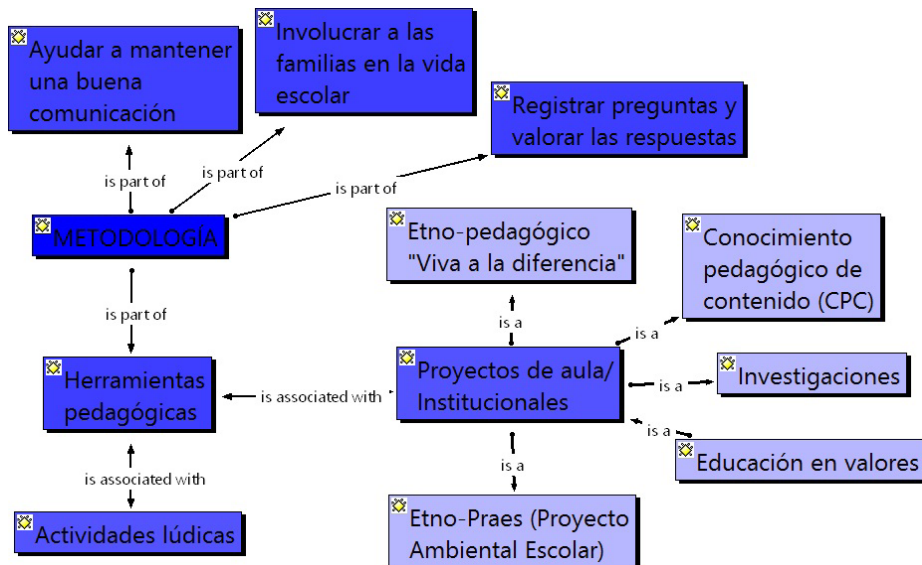 Ayudar a mantener
una buena
comunicación
Involucrar a las
familias en la vida
escolar
Registrar preguntas y
valorar las respuestas
is part of
is part of
is part of
METODOLOGÍA
is part of
Etno-pedagógico
"Viva a la diferencia"
Conocimiento
pedagógico de
contenido (CPC)
is a
is a
Herramientas
pedagógicas
is associated with
Proyectos de aula/
Institucionales
is a
Investigaciones
is a
Educación en valores
is associated with
is a
Actividades lúdicas
Etno-Praes (Proyecto
Ambiental Escolar)